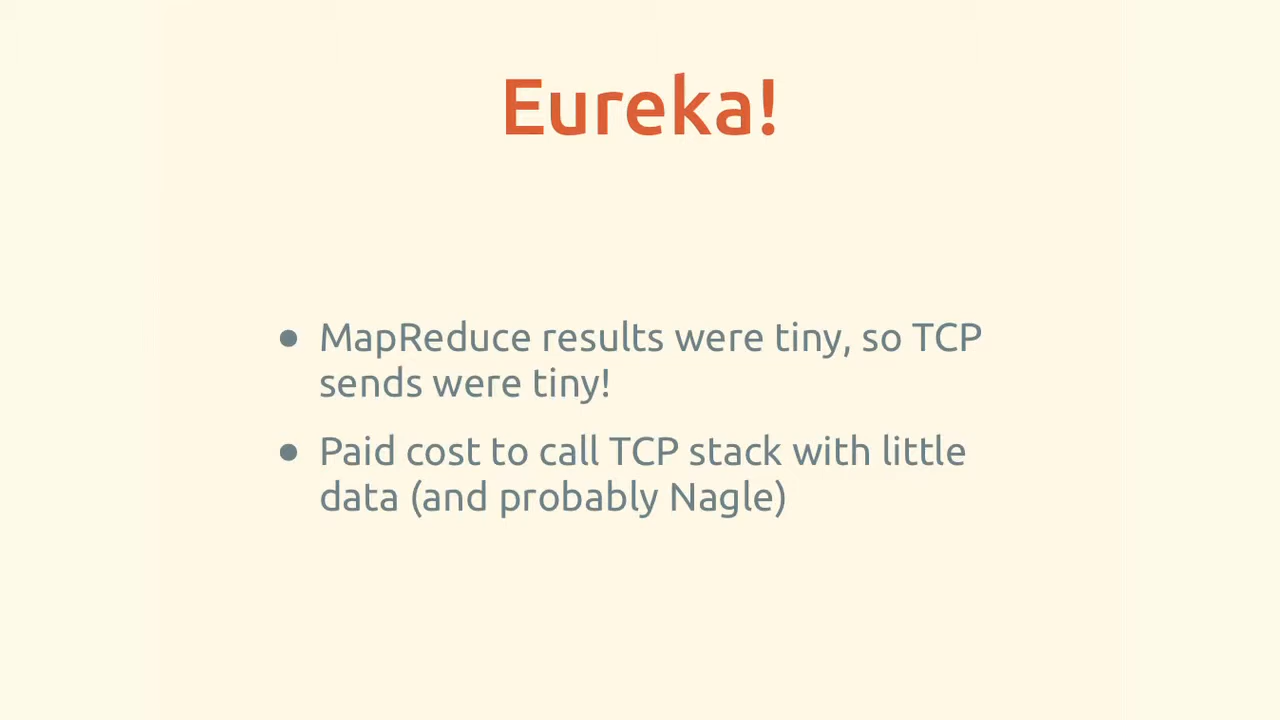 Eureka!
● MapReduce results were tiny, so TCP
sends were tiny!
● Paid cost to call TCP stack with little
data (and probably Nagle)